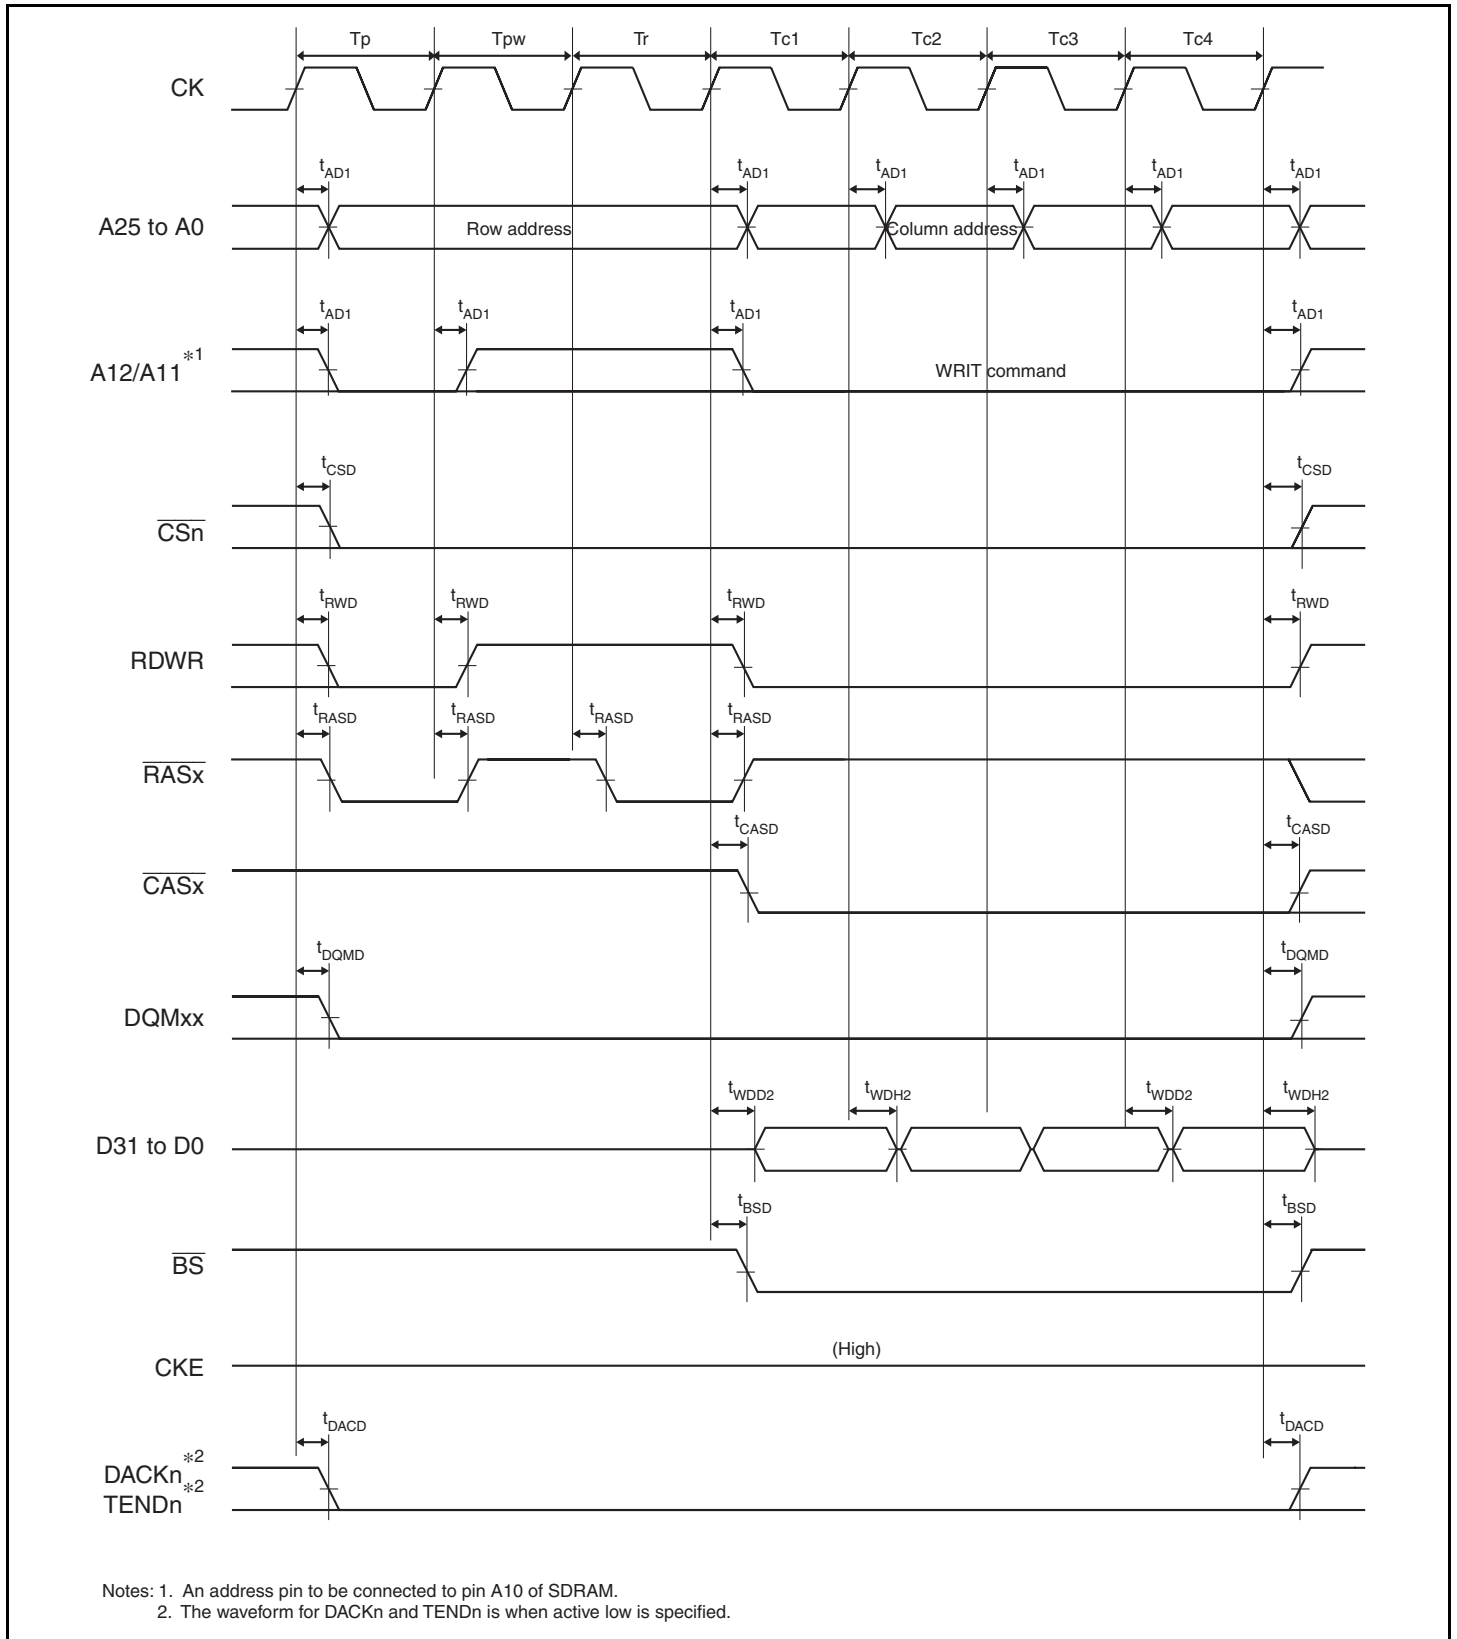 Tp Tpw Tr Tc1 Tc2 Tc3 Tc4
CK
tAD1 tAD1 tAD1 tAD1 tAD1 tAD1
A25 to A0 Row address Column address
tAD1 tAD1 tAD1 tAD1
A12/A11*1 WRIT command
tCSD tCSD
CSn
tRWD tRWD tRWD tRWD
RDWR
tRASD tRASD tRASD tRASD
RASx
tCASD tCASD
CASx
tDQMD tDQMD
DQMxx
tWDD2 tWDH2 tWDD2 tWDH2
D31 to D0
tBSD tBSD
BS
(High)
CKE
tDACD tDACD
DACKn*2
TENDn*2
Notes: 1. An address pin to be connected to pin A10 of SDRAM.
2. The waveform for DACKn and TENDn is when active low is specified.